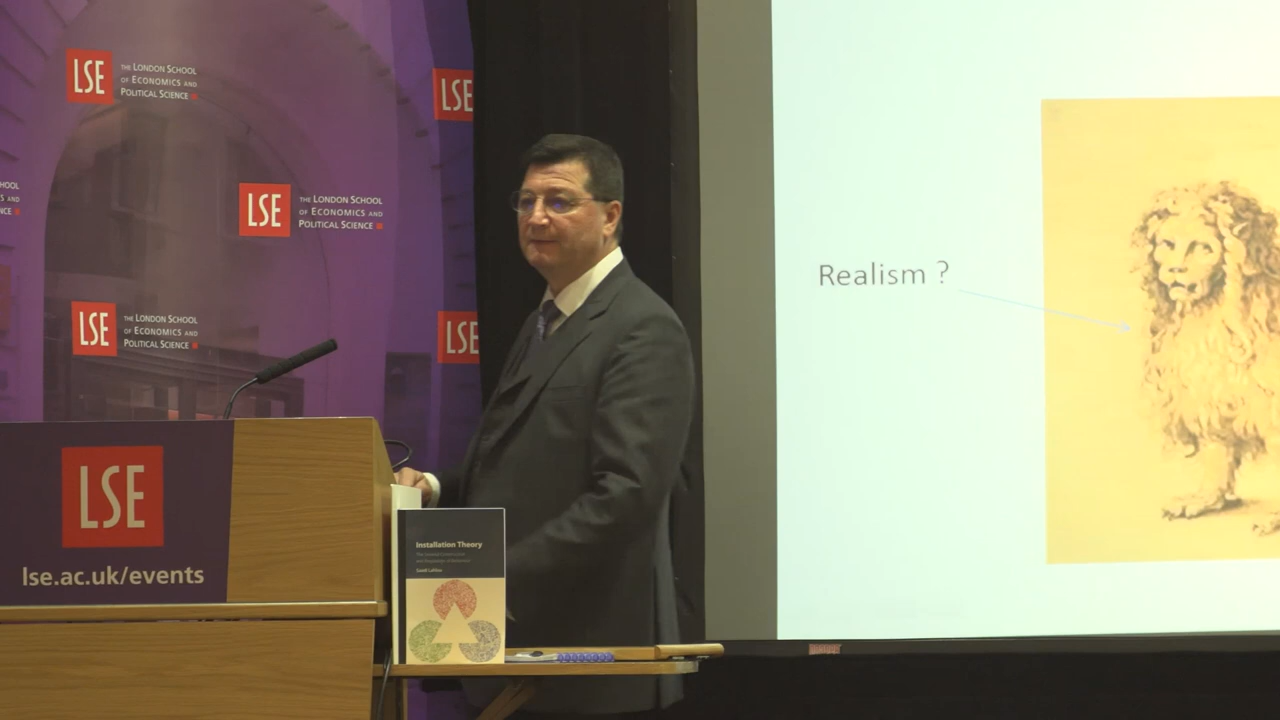 LSE
THE LONDON SCHOOL
OF ECONOMICS AND
POLITICAL SCIENCE
LSE
LSE
THE LONDON SCHOOL
OF ECONOMICS AND
POLITICAL SCIENCE
LSE
THE LONDON SCHOOL
OF ECONOMICS AND
POLITICAL SCIENCE
LSE
LSE
lse.ac.uk/events
Installation Theory
Realism ?